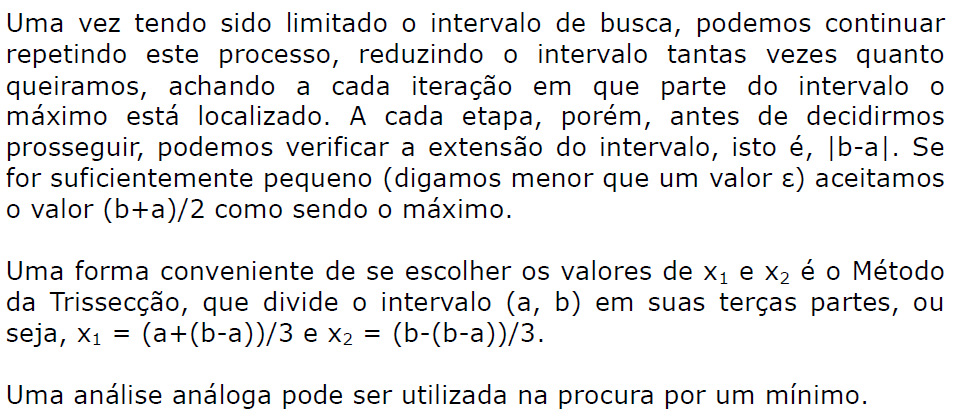 Uma vez tendo sido limitado o intervalo de busca, podemos continuar
repetindo este processo, reduzindo o intervalo tantas vezes quanto
queiramos, achando a cada iteração em que parte do intervalo o
máximo está localizado. A cada etapa, porém, antes de decidirmos
prosseguir, podemos verificar a extensão do intervalo, isto é, |b-a|. Se
for suficientemente pequeno (digamos menor que um valor ε) aceitamos
o valor (b+a)/2 como sendo o máximo.
Uma forma conveniente de se escolher os valores de x₁ e x₂ é o Método
da Trissecção, que divide o intervalo (a, b) em suas terças partes, ou
seja, x₁ = (a+(b-a))/3 e x₂ = (b-(b-a))/3.
Uma análise análoga pode ser utilizada na procura por um mínimo.